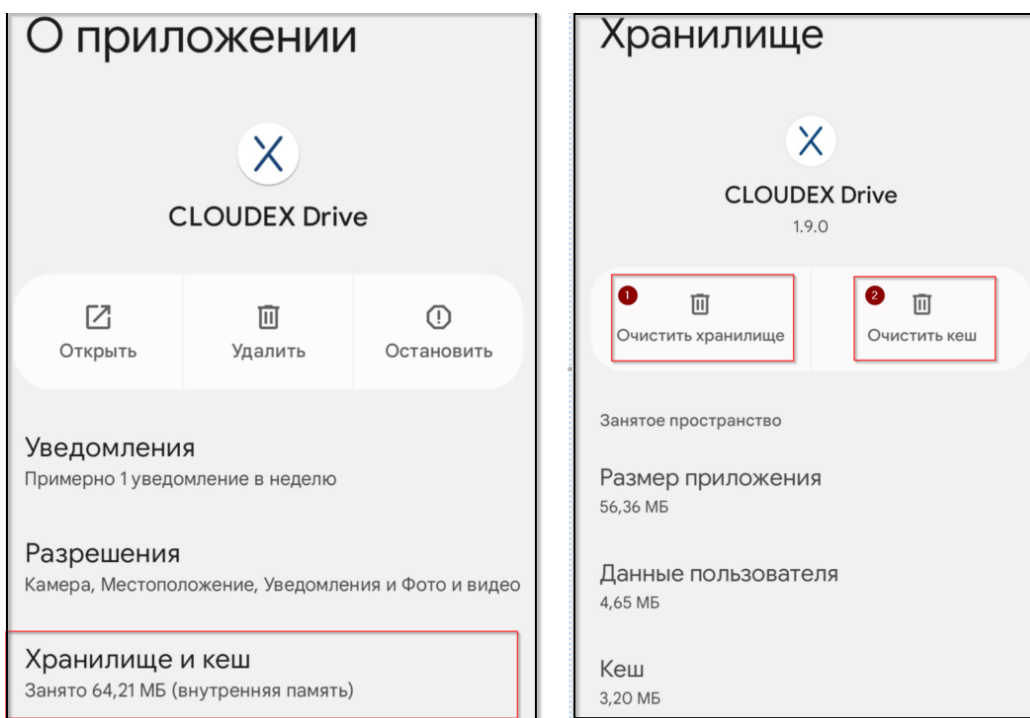 О приложении
CLOUDEX Drive
Открыть
Удалить
Остановить
Уведомления
Примерно 1 уведомление в неделю
Разрешения
Камера, Местоположение, Уведомления и Фото и видео
Хранилище и кеш
Занято 64,21 МБ (внутренняя память)
Хранилище
CLOUDEX Drive
1.9.0
1
Очистить хранилище
2
Очистить кеш
Занятое пространство
Размер приложения
56,36 МБ
Данные пользователя
4,65 МБ
Кеш
3,20 МБ